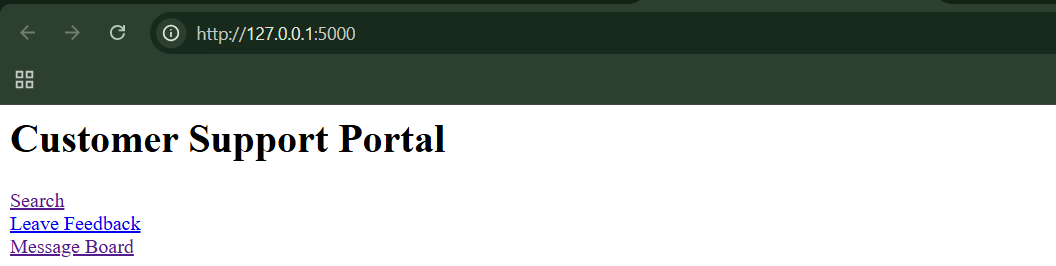 http://127.0.0.1:5000
Customer Support Portal
Search
Leave Feedback
Message Board